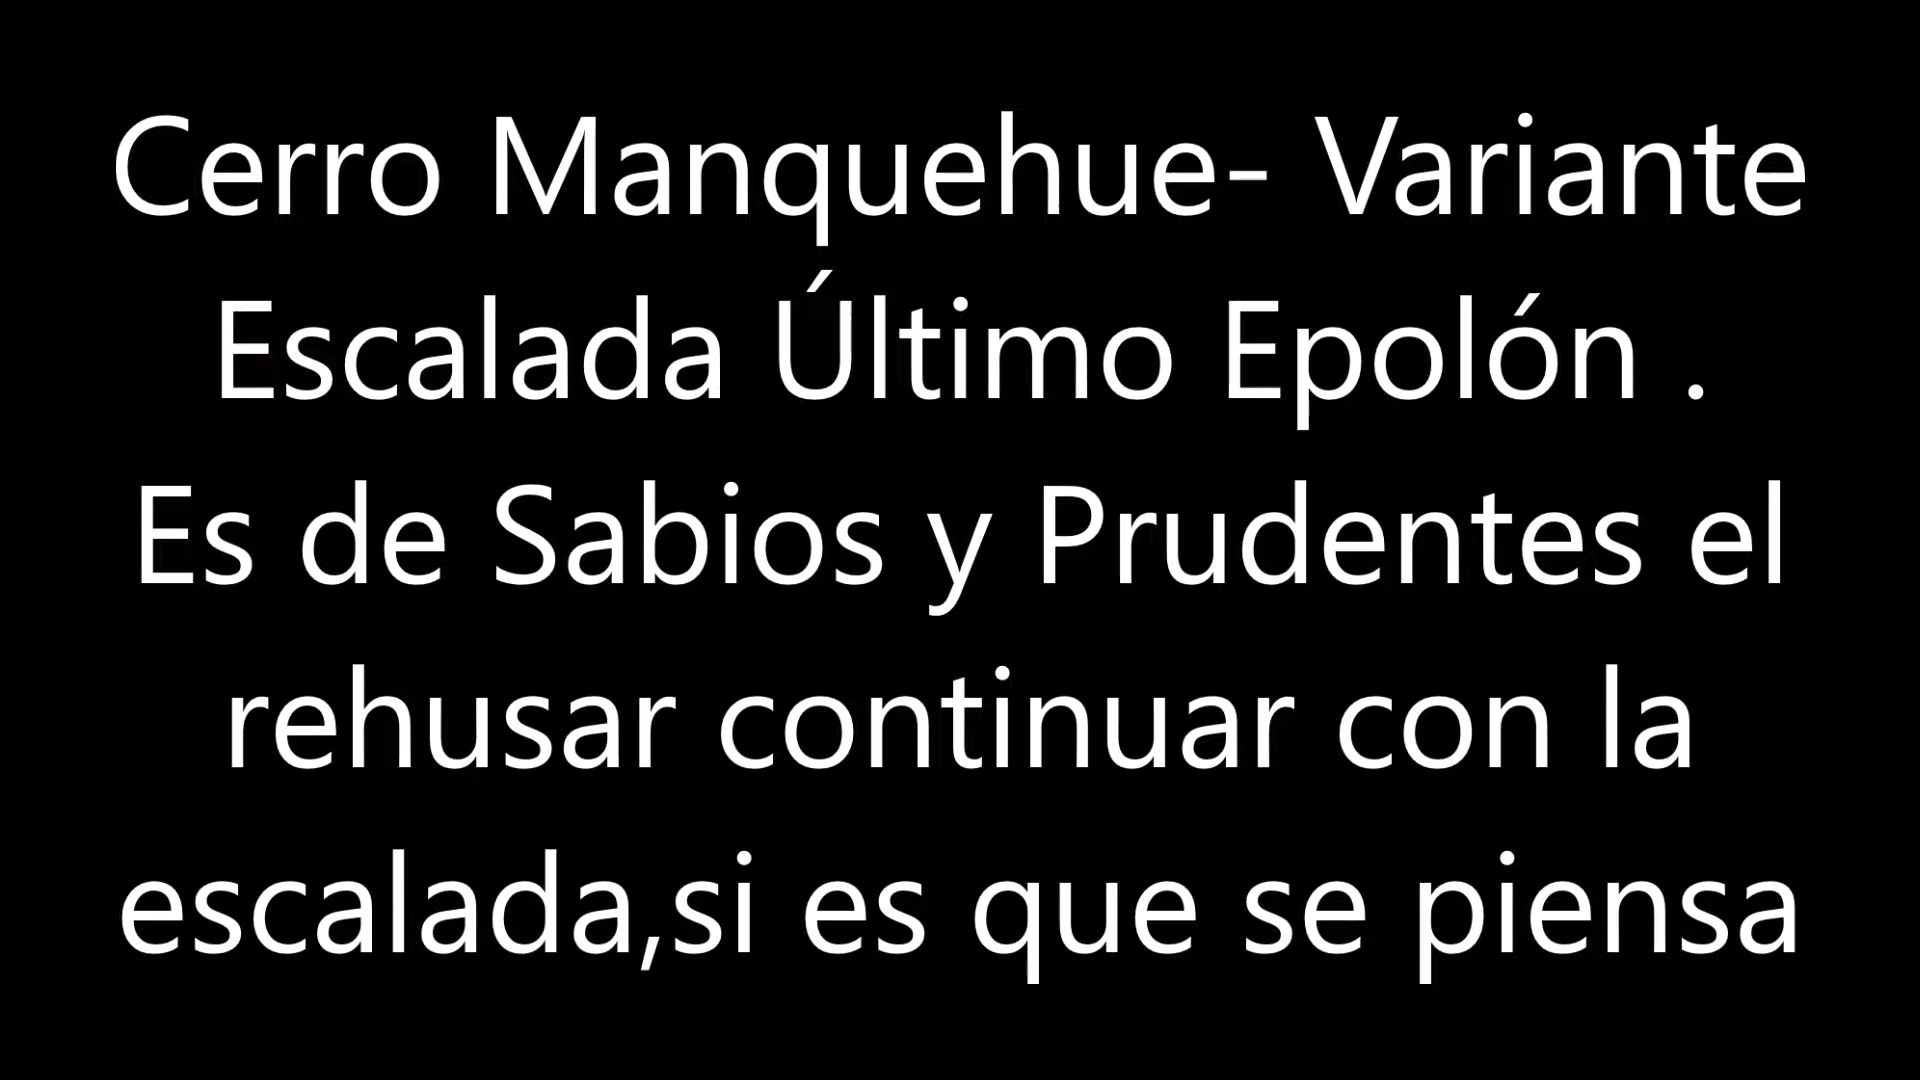 Cerro Manquehue- Variante
Escalada Último Epolón .
Es de Sabios y Prudentes el
rehusar continuar con la
escalada,si es que se piensa